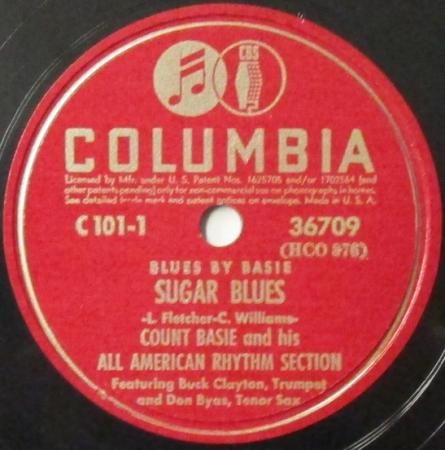 CBS
COLUMBIA
Licensed by Mfr. under U. S. Patent Nos. 1625705 and/or 1702564 (and
other patents pending) only for non-commercial use on phonographs in homes.
See detailed trade mark and patent notices on envelope. Made in U. S. A.
C 101-1 36709
(HCO 876)
BLUES BY BASIE
SUGAR BLUES
-L. Fletcher-C. Williams-
COUNT BASIE and his
ALL AMERICAN RHYTHM SECTION
Featuring Buck Clayton, Trumpet
and Don Byas, Tenor Sax